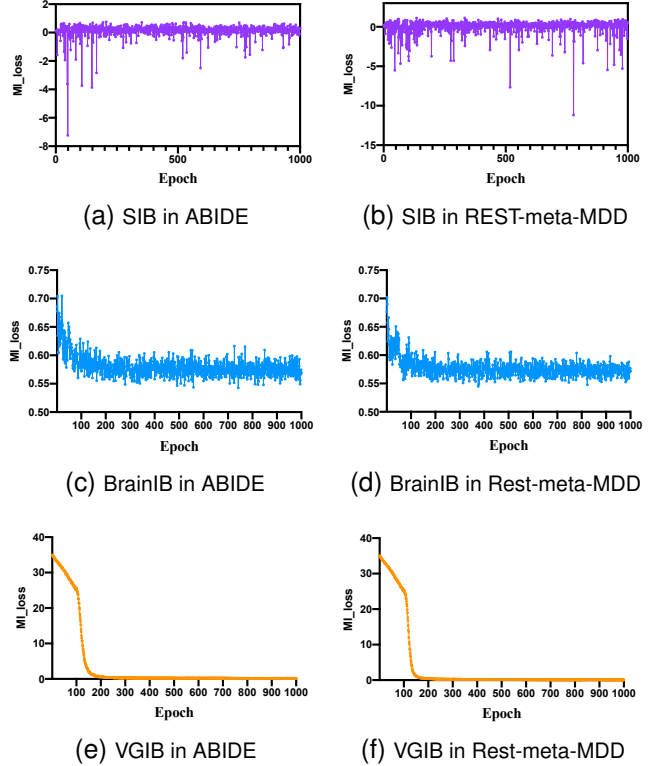 MI_loss
2
0
-2
-4
-6
-8
0
500
1000
Epoch
(a) SIB in ABIDE
MI_loss
0
-5
-10
-15
0
500
1000
Epoch
(b) SIB in REST-meta-MDD
MI_loss
0.75
0.70
0.65
0.60
0.55
0.50
100 200 300 400 500 600 700 800 900 1000
Epoch
(c) BrainIB in ABIDE
MI_loss
0.75
0.70
0.65
0.60
0.55
0.50
100 200 300 400 500 600 700 800 900 1000
Epoch
(d) BrainIB in Rest-meta-MDD
MI_loss
40
30
20
10
0
100 200 300 400 500 600 700 800 900 1000
Epoch
(e) VGIB in ABIDE
MI_loss
40
30
20
10
0
100 200 300 400 500 600 700 800 900 1000
Epoch
(f) VGIB in Rest-meta-MDD